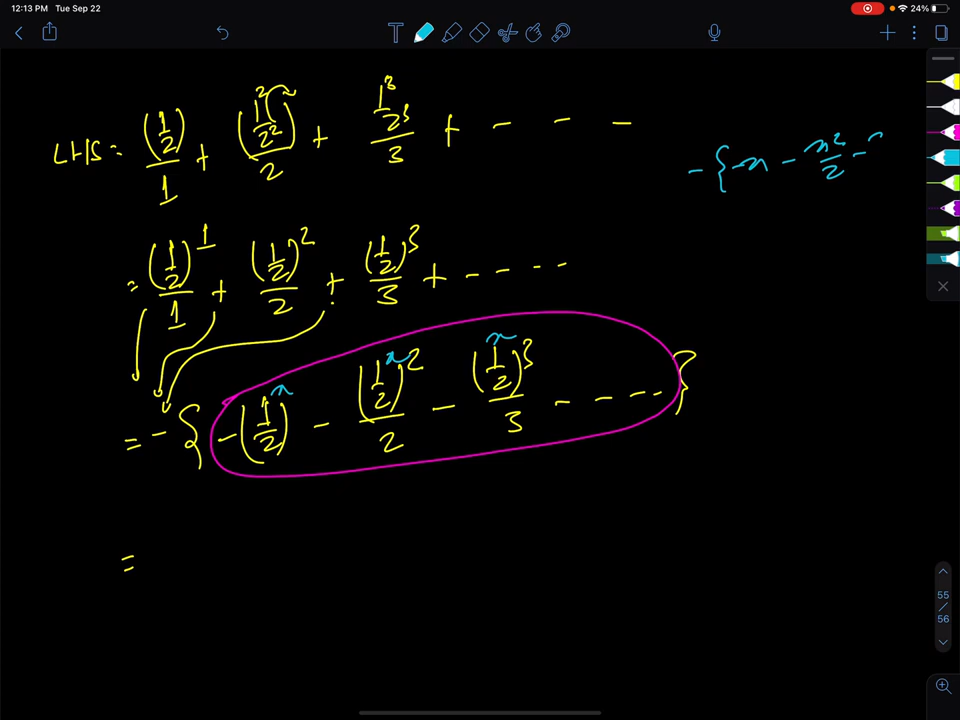 12:13 PM Tue Sep 22
24%
LHS = (1/2)/1 + (1²/2²)/2 + (1³/2³)/3 + - - -
- { -x - x²/2 -
= (1/2)¹/1 + (1/2)²/2 + (1/2)³/3 + - - - -
x x x
= - { - (1/2) - (1/2)²/2 - (1/2)³/3 - - - - }
=
55
/
56